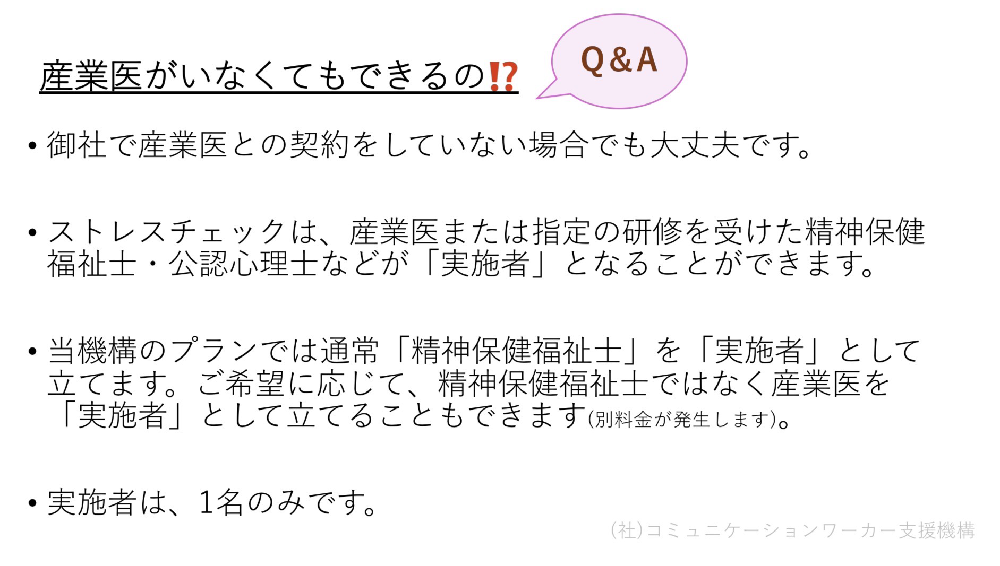 産業医がいなくてもできるの⁉
Q&A
• 御社で産業医との契約をしていない場合でも大丈夫です。
• ストレスチェックは、産業医または指定の研修を受けた精神保健
福祉士・公認心理士などが「実施者」となることができます。
• 当機構のプランでは通常「精神保健福祉士」を「実施者」として
立てます。ご希望に応じて、精神保健福祉士ではなく産業医を
「実施者」として立てることもできます(別料金が発生します)。
• 実施者は、1名のみです。
(社)コミュニケーションワーカー支援機構